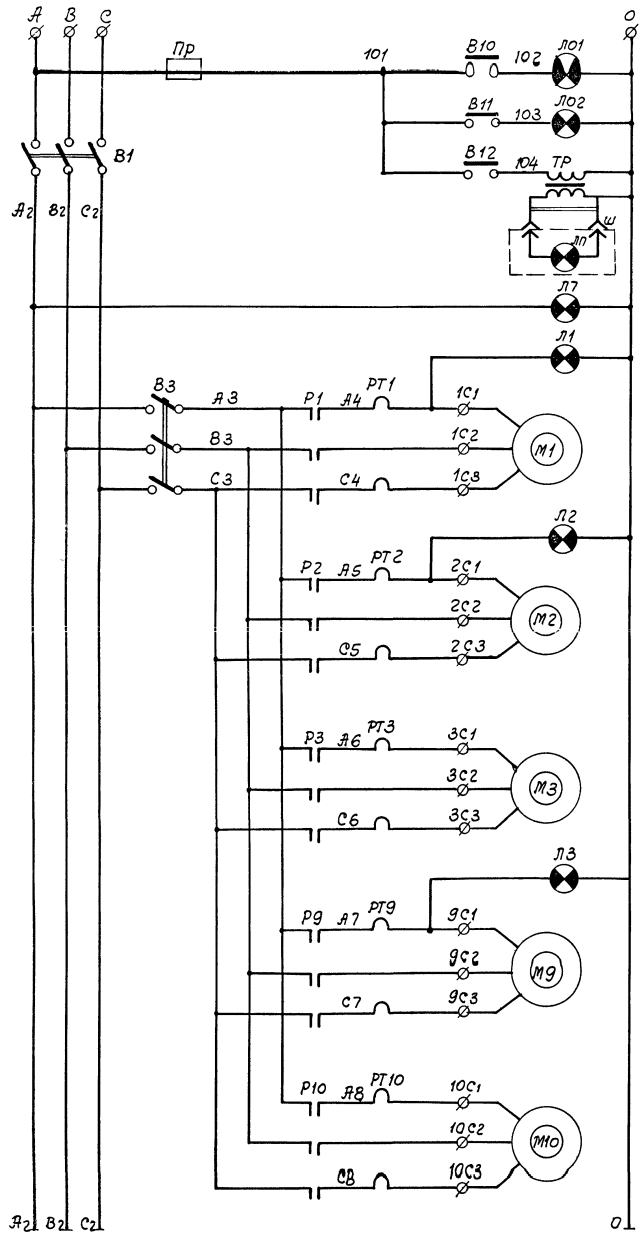 A B C O
Пр 101 В10 102 Л01
В11 103 Л02
В1 В12 104 ТР
А2 В2 С2 Ш
ЛП
Л7
Л1
В3 А3 Р1 А4 РТ1 1С1
В3 1С2 М1
С3 С4 1С3
Л2
Р2 А5 РТ2 2С1
2С2 М2
С5 2С3
Р3 А6 РТ3 3С1
3С2 М3
С6 3С3
Л3
Р9 А7 РТ9 9С1
9С2 М9
С7 9С3
Р10 А8 РТ10 10С1
10С2 М10
С8 10С3
А2 В2 С2 О